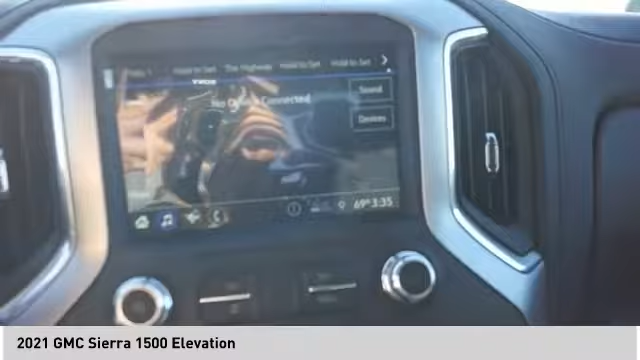 Hold to Set The Highway Hold to Set Hold to Set >
Sound
No Device Connected
Devices
69° 3:35
2021 GMC Sierra 1500 Elevation